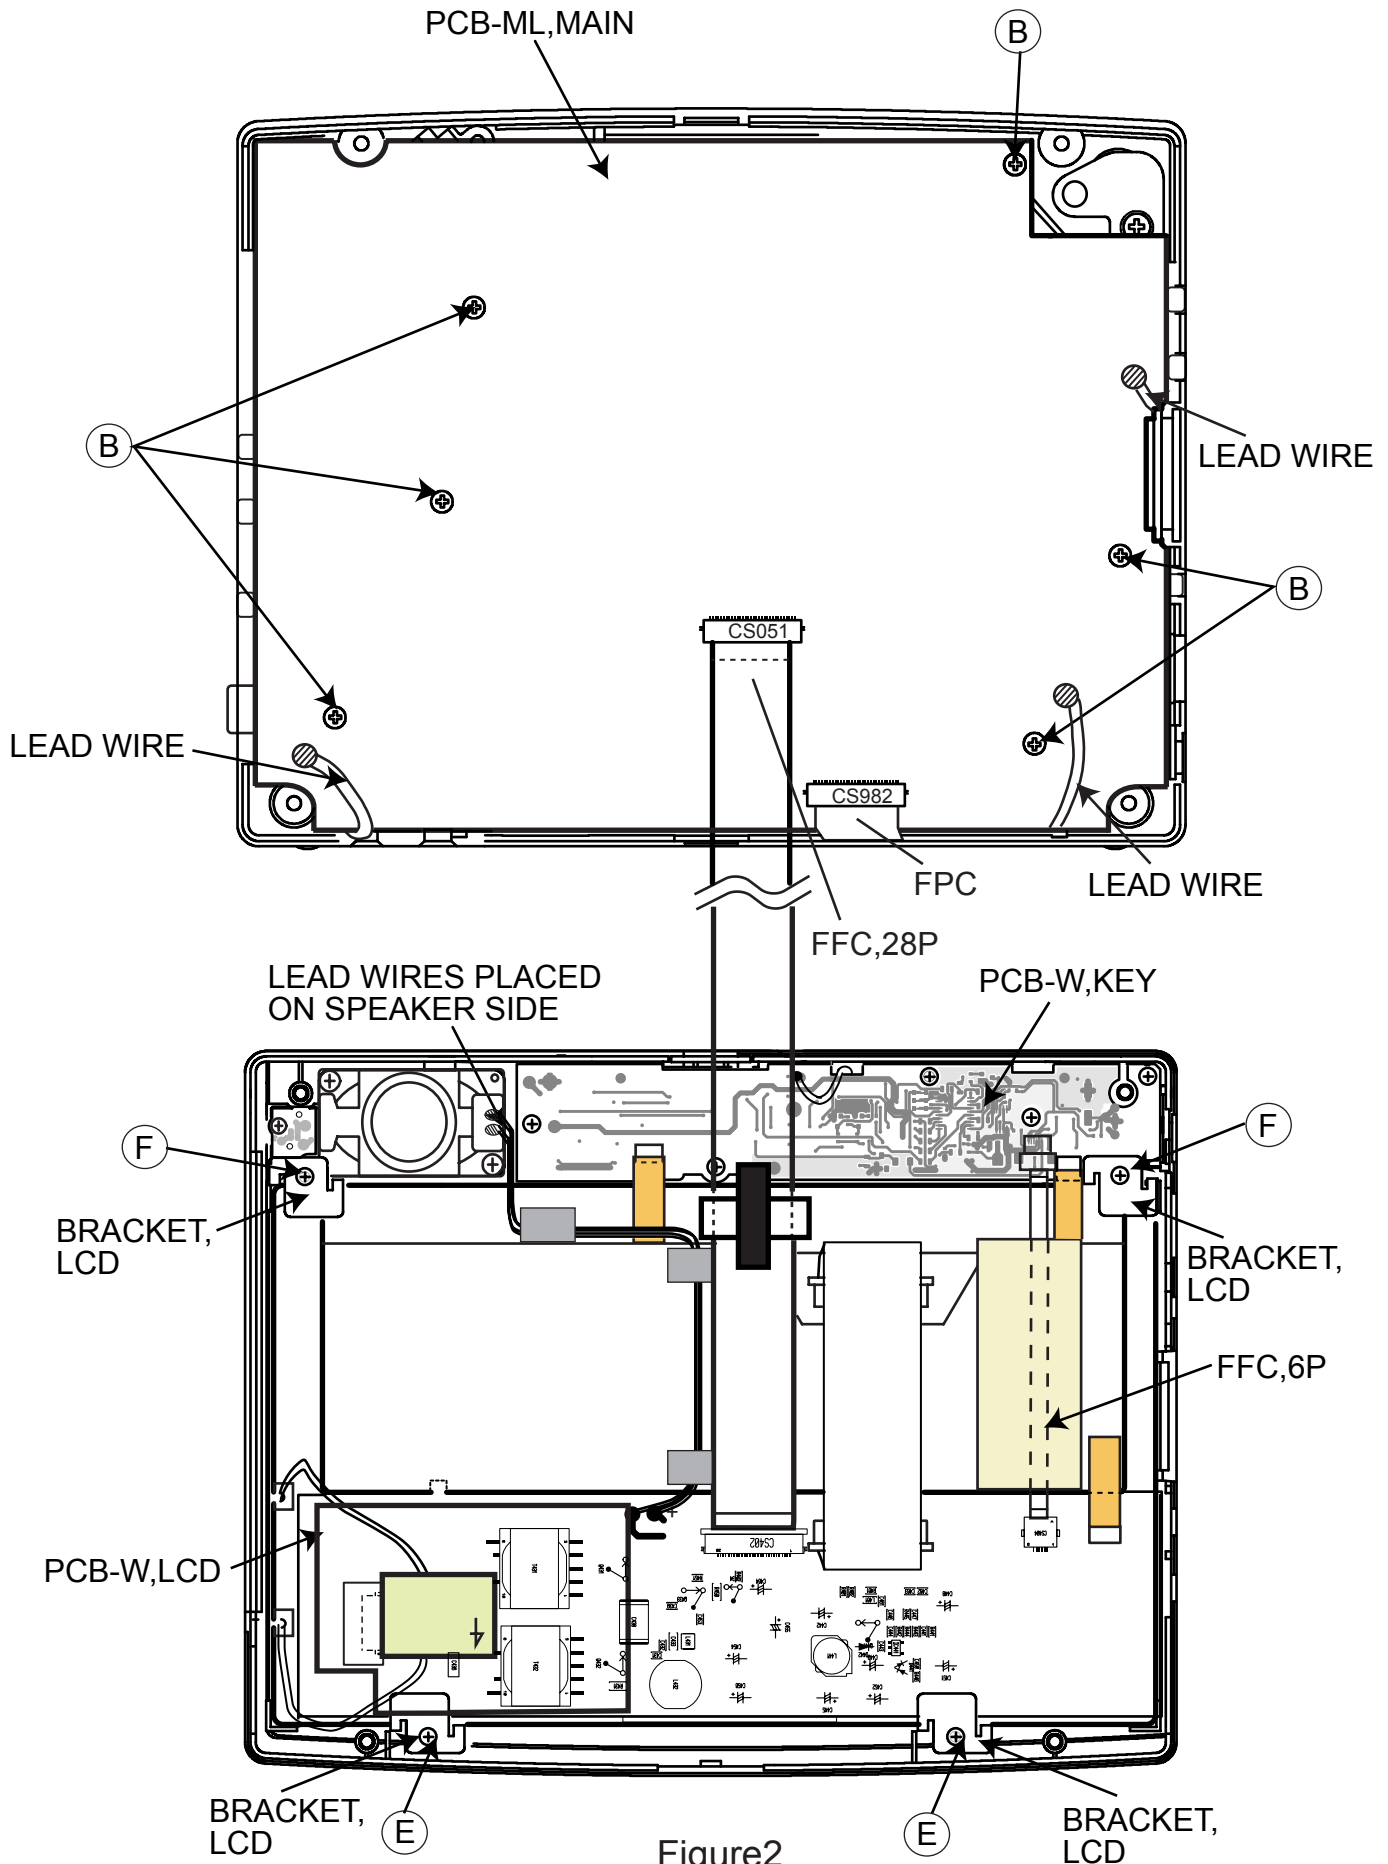 PCB-ML,MAIN
B
B
LEAD WIRE
B
CS051
LEAD WIRE
CS982
FPC
LEAD WIRE
FFC,28P
LEAD WIRES PLACED
ON SPEAKER SIDE
PCB-W,KEY
F
F
BRACKET,
LCD
BRACKET,
LCD
FFC,6P
CS402
PCB-W,LCD
BRACKET,
LCD
E
E
BRACKET,
LCD
Figure2